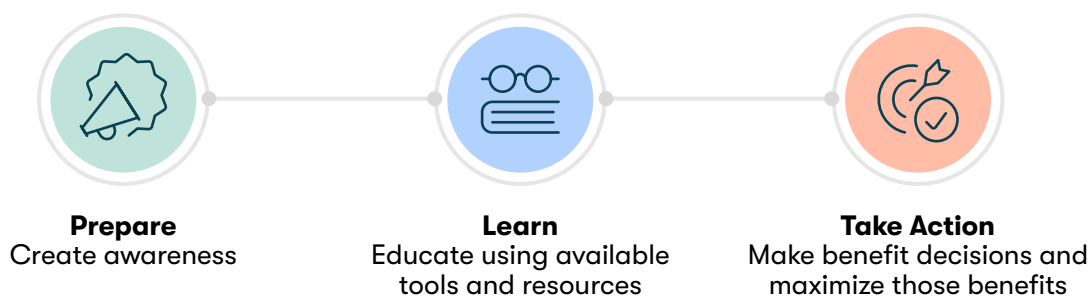 Prepare
Create awareness
Learn
Educate using available
tools and resources
Take Action
Make benefit decisions and
maximize those benefits